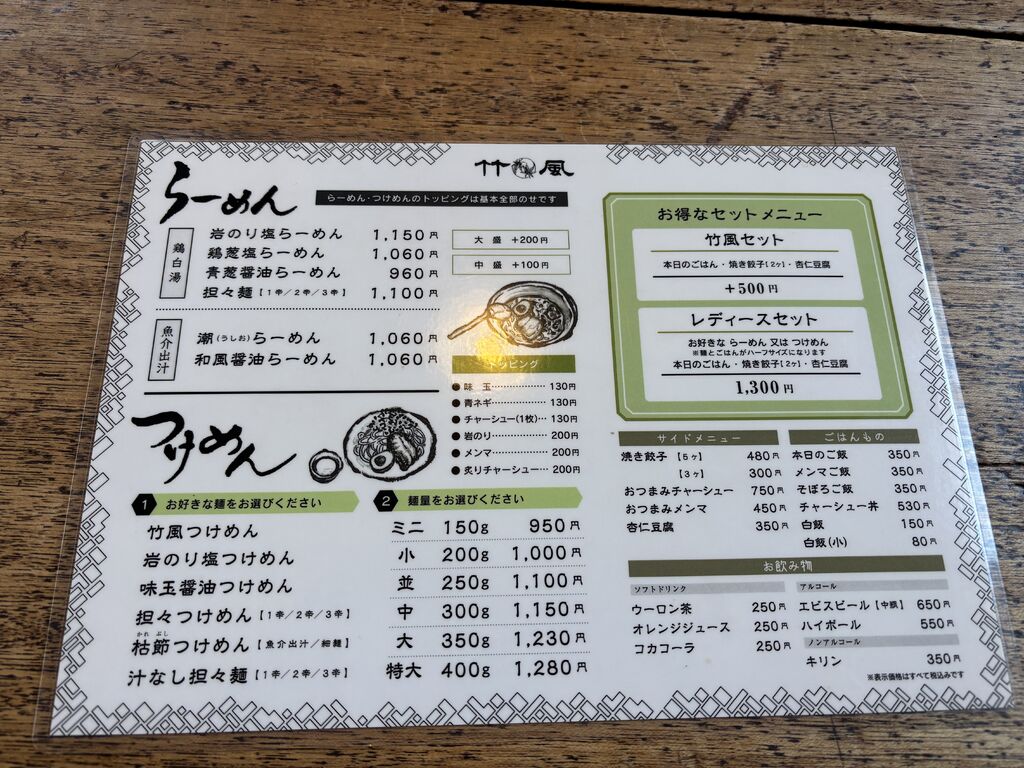 竹風
らーめん
らーめん・つけめんのトッピングは基本全部のせです
鶏白湯
岩のり塩らーめん 1,150円
鶏葱塩らーめん 1,060円
青葱醤油らーめん 960円
担々麺【1辛/2辛/3辛】 1,100円
魚介出汁
潮(うしお)らーめん 1,060円
和風醤油らーめん 1,060円
大盛 +200円
中盛 +100円
トッピング
●味玉…………… 130円
●青ネギ………… 130円
●チャーシュー(1枚)… 130円
●岩のり………… 200円
●メンマ………… 200円
●炙りチャーシュー… 200円
つけめん
1 お好きな麺をお選びください
竹風つけめん
岩のり塩つけめん
味玉醤油つけめん
担々つけめん【1辛/2辛/3辛】
かれ ぶし
枯節つけめん【魚介出汁/細麺】
汁なし担々麺【1辛/2辛/3辛】
2 麺量をお選びください
ミニ 150g 950円
小 200g 1,000円
並 250g 1,100円
中 300g 1,150円
大 350g 1,230円
特大 400g 1,280円
お得なセットメニュー
竹風セット
本日のごはん・焼き餃子【2ヶ】・杏仁豆腐
+500円
レディースセット
お好きな らーめん 又は つけめん
※麺とごはんがハーフサイズになります
本日のごはん・焼き餃子【2ヶ】・杏仁豆腐
1,300円
サイドメニュー
焼き餃子【5ヶ】 480円
【3ヶ】 300円
おつまみチャーシュー 750円
おつまみメンマ 450円
杏仁豆腐 350円
ごはんもの
本日のご飯 350円
メンマご飯 350円
そぼろご飯 350円
チャーシュー丼 530円
白飯 150円
白飯(小) 80円
お飲み物
ソフトドリンク
ウーロン茶 250円
オレンジジュース 250円
コカコーラ 250円
アルコール
エビスビール【中瓶】 650円
ハイボール 550円
ノンアルコール
キリン 350円
※表示価格はすべて税込みです